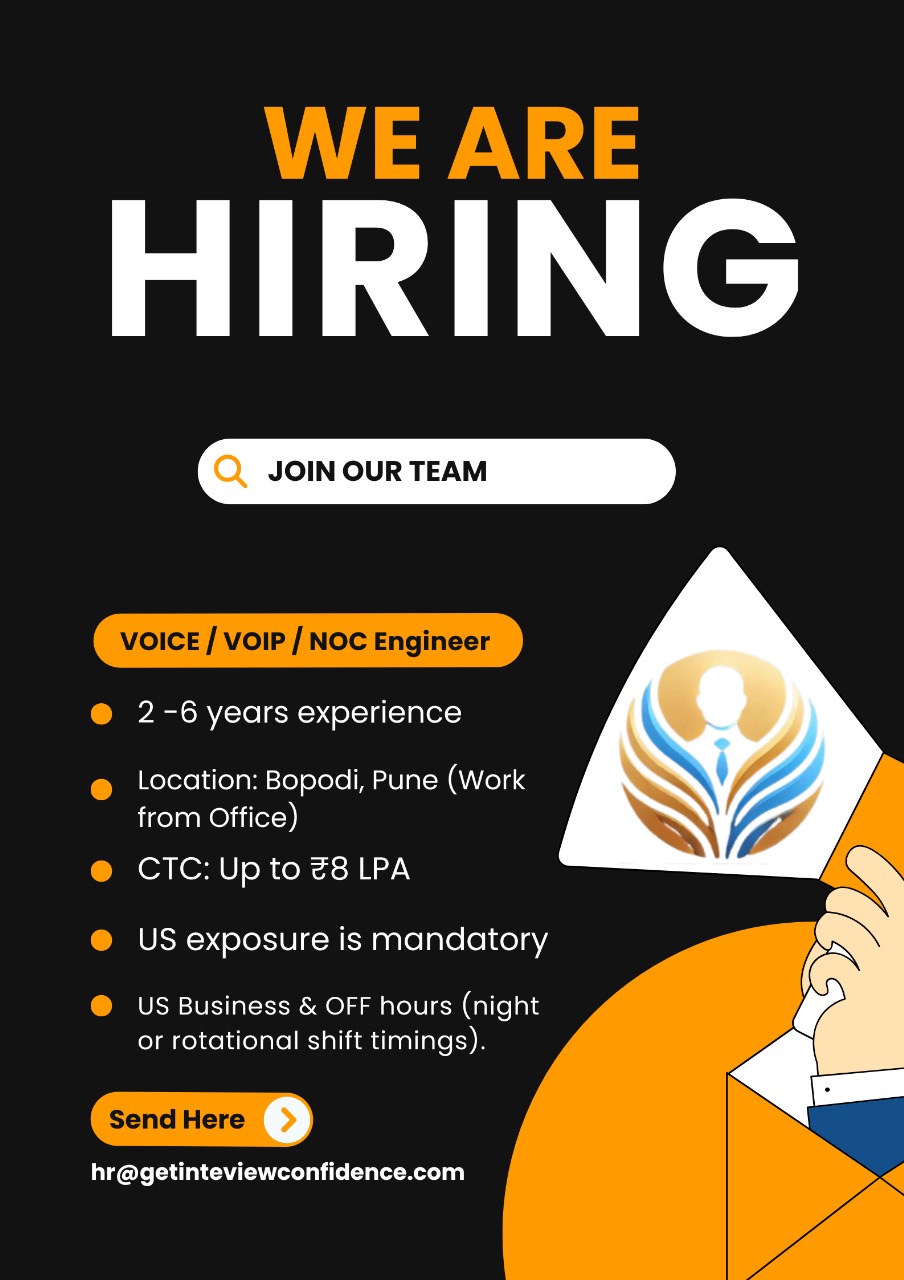 WE ARE
HIRING
JOIN OUR TEAM
VOICE / VOIP / NOC Engineer
2 -6 years experience
Location: Bopodi, Pune (Work
from Office)
CTC: Up to ₹8 LPA
US exposure is mandatory
US Business & OFF hours (night
or rotational shift timings).
Send Here
hr@getinteviewconfidence.com